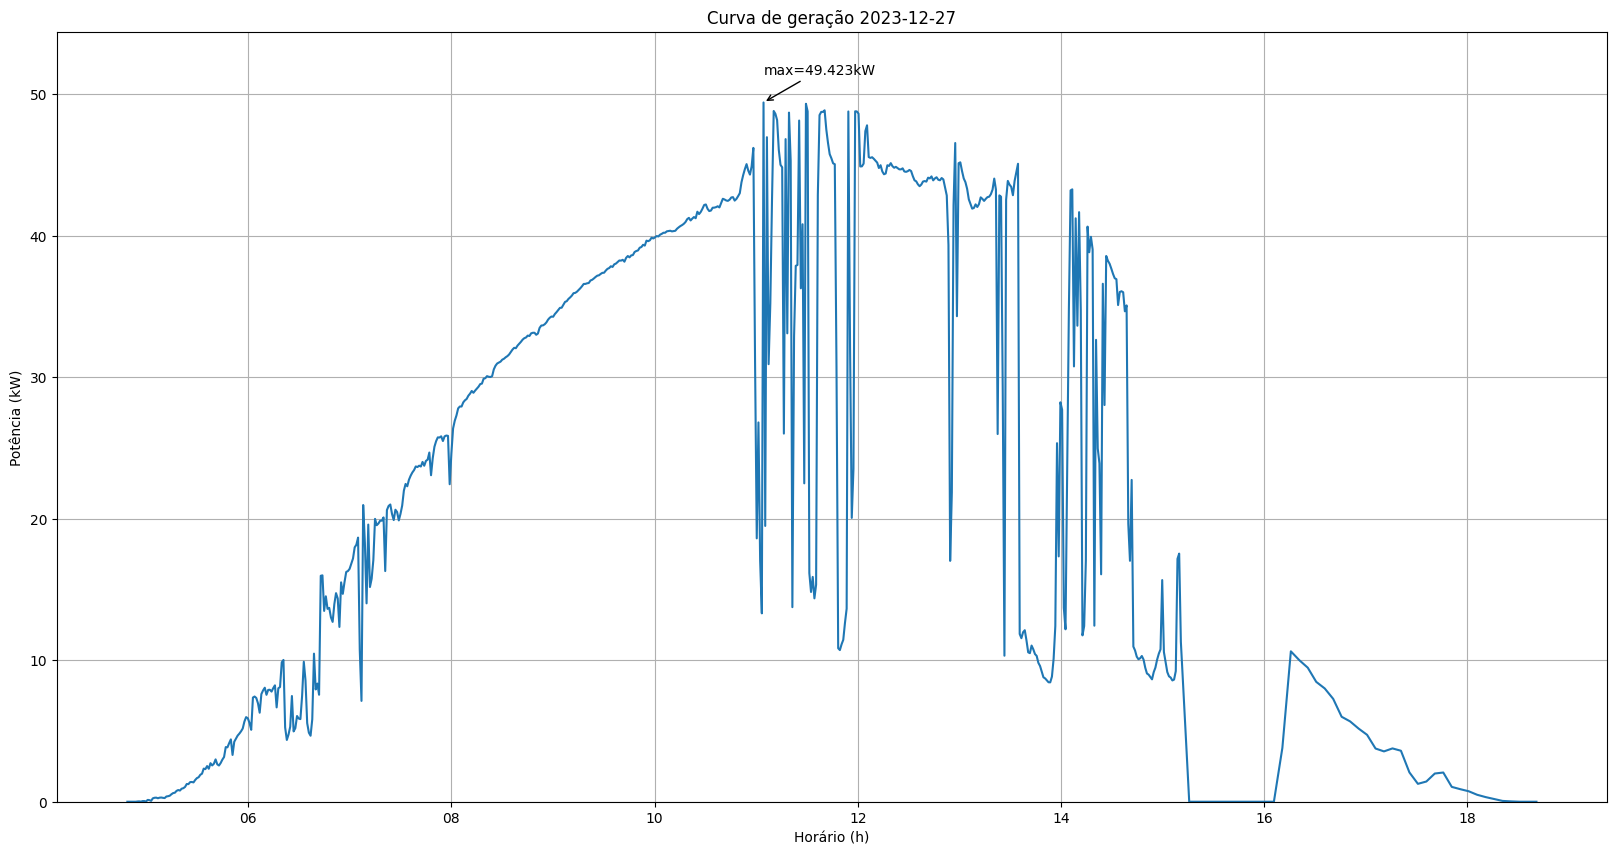 Curva de geração 2023-12-27
max=49.423kW
50
40
30
20
10
0
Potência (kW)
06 08 10 12 14 16 18
Horário (h)